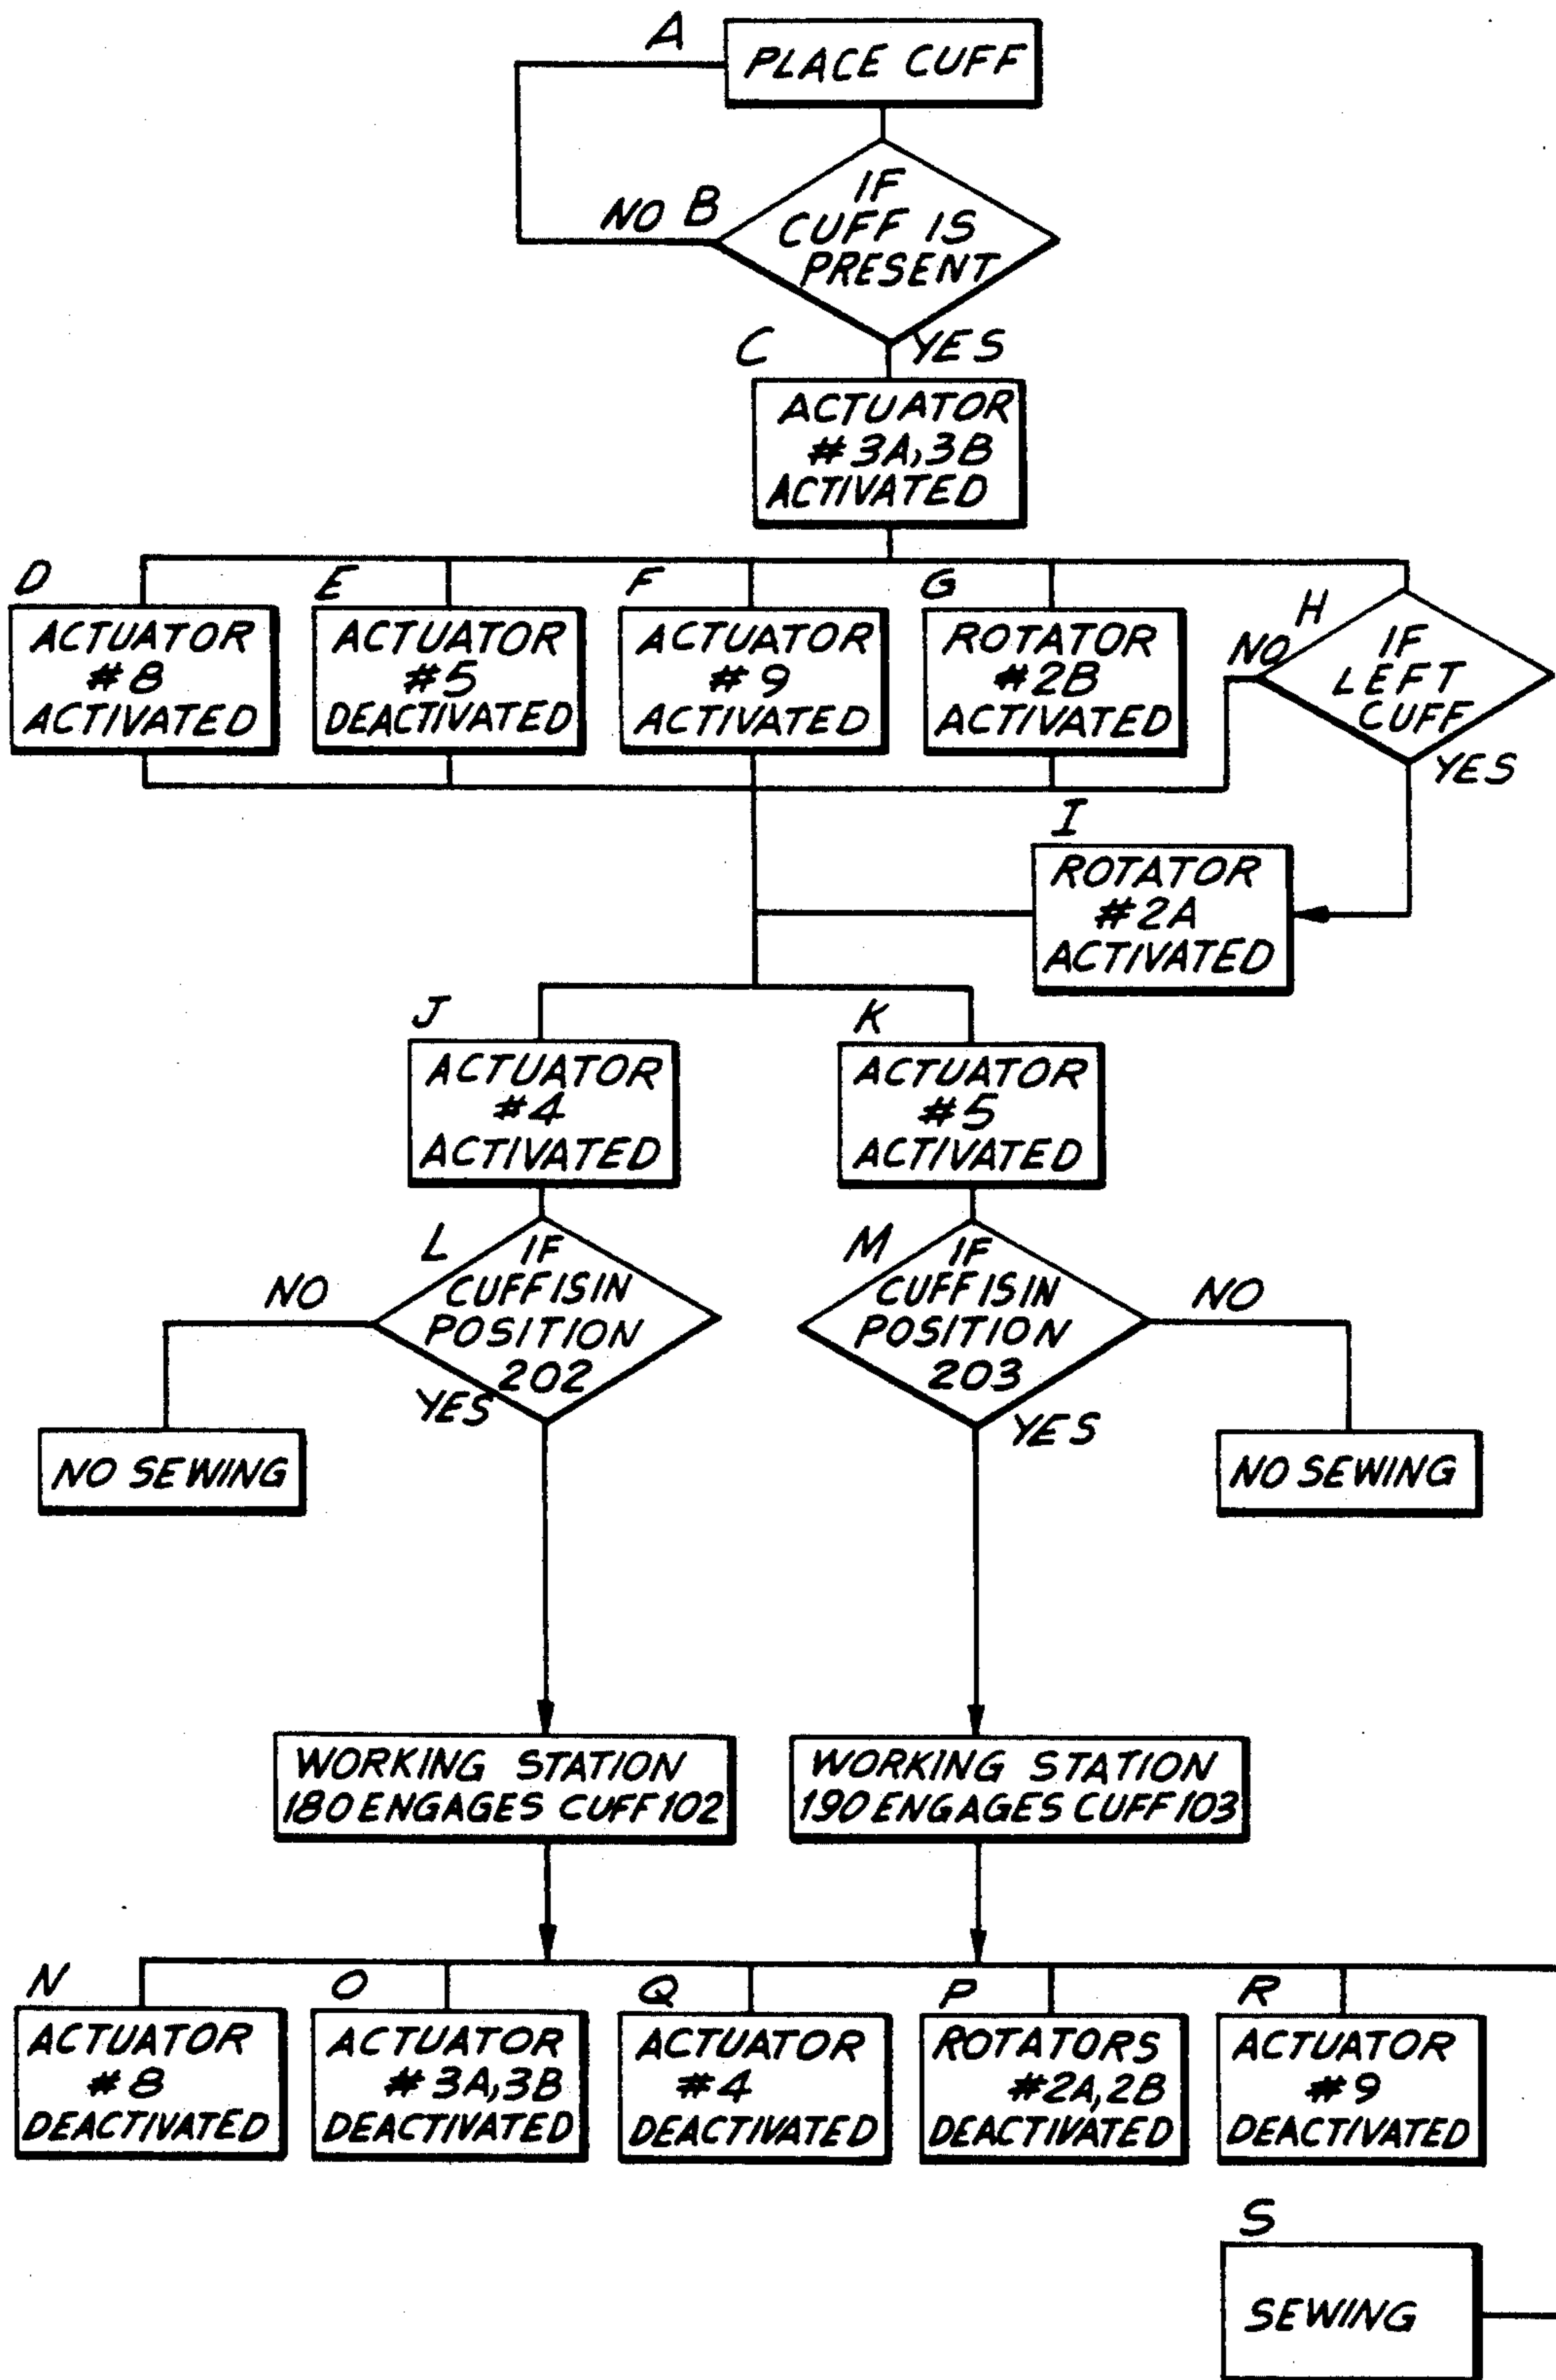 A
PLACE CUFF
NO B
IF
CUFF IS
PRESENT
C
YES
ACTUATOR
#3A,3B
ACTIVATED
D
ACTUATOR
#8
ACTIVATED
E
ACTUATOR
#5
DEACTIVATED
F
ACTUATOR
#9
ACTIVATED
G
ROTATOR
#2B
ACTIVATED
H
NO
IF
LEFT
CUFF
YES
I
ROTATOR
#2A
ACTIVATED
J
ACTUATOR
#4
ACTIVATED
K
ACTUATOR
#5
ACTIVATED
L
IF
CUFF IS IN
POSITION
202
NO
YES
M
IF
CUFF IS IN
POSITION
203
NO
YES
NO SEWING
NO SEWING
WORKING STATION
180 ENGAGES CUFF 102
WORKING STATION
190 ENGAGES CUFF 103
N
ACTUATOR
#8
DEACTIVATED
O
ACTUATOR
#3A,3B
DEACTIVATED
Q
ACTUATOR
#4
DEACTIVATED
P
ROTATORS
#2A,2B
DEACTIVATED
R
ACTUATOR
#9
DEACTIVATED
S
SEWING